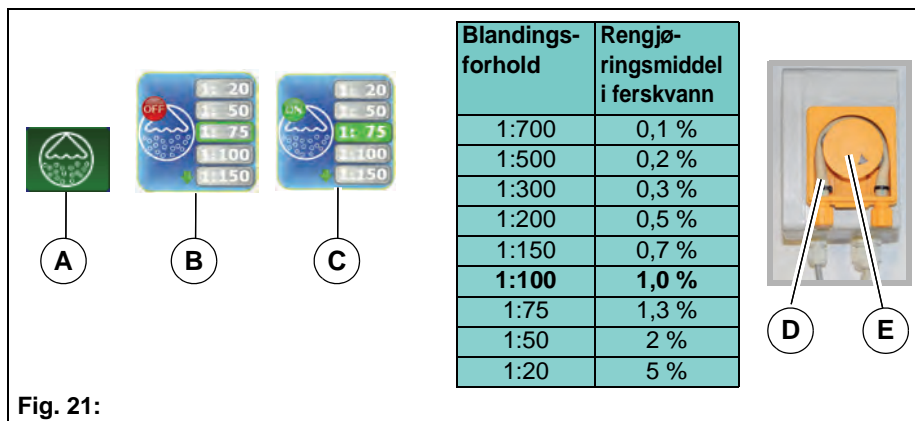 OFF
1: 20
1: 50
1: 75
1:100
1:150
ON
1: 20
1: 50
1: 75
1:100
1:150
A
B
C
Blandings- Rengjø-
forhold ringsmiddel
i ferskvann
1:700 0,1 %
1:500 0,2 %
1:300 0,3 %
1:200 0,5 %
1:150 0,7 %
1:100 1,0 %
1:75 1,3 %
1:50 2 %
1:20 5 %
D
E
Fig. 21: